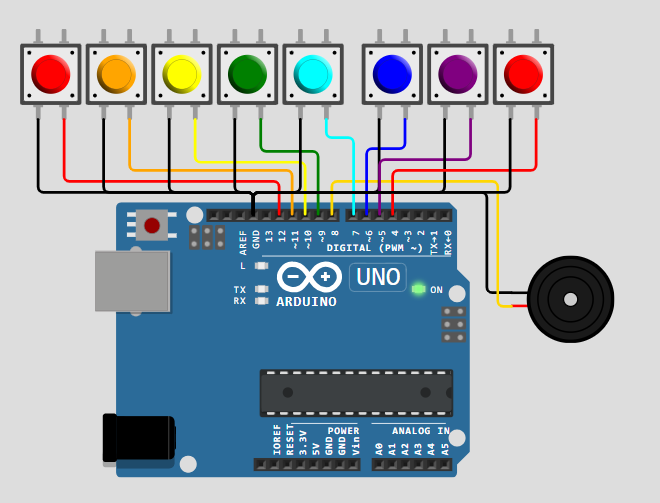 AREF
GND
13
12
~11
~10
~9
8
7
~6
~5
4
~3
2
TX→1
RX←0
DIGITAL (PWM ~)
L
TX
RX
UNO
ON
ARDUINO
IOREF
RESET
3.3V
5V
GND
GND
Vin
POWER
ANALOG IN
A0
A1
A2
A3
A4
A5